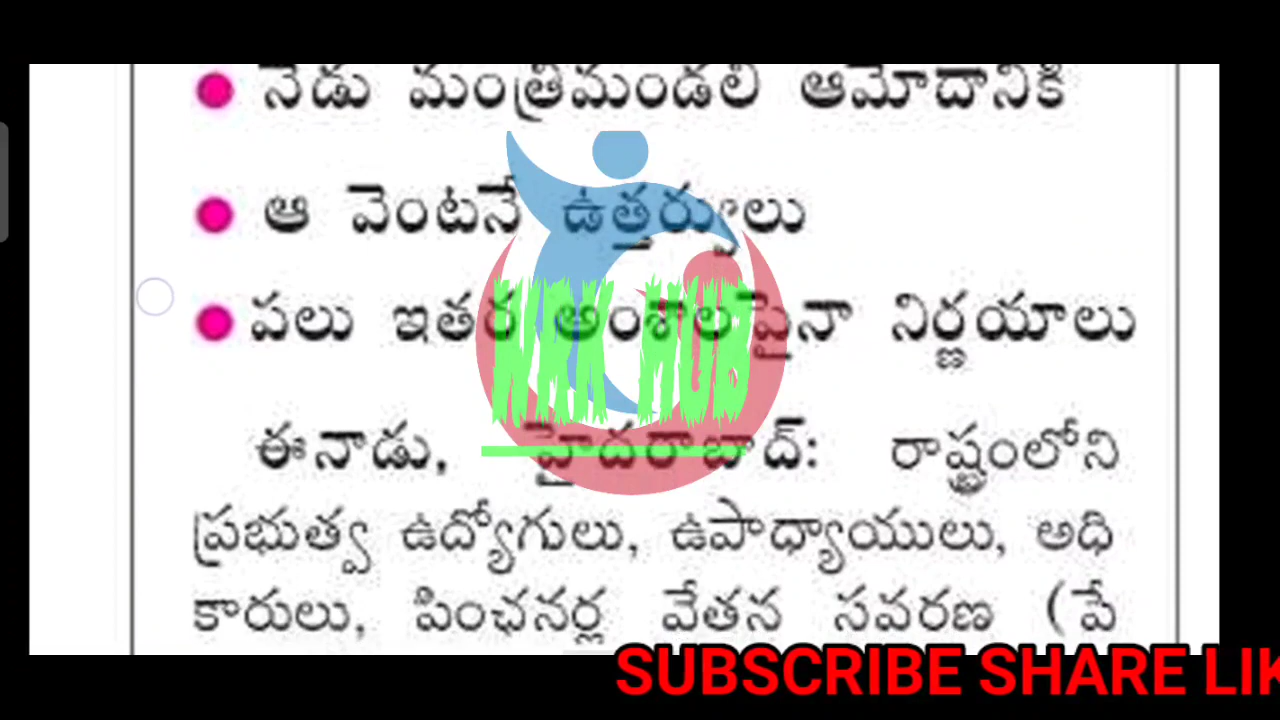 నేడు మంత్రిమండలి ఆమోదానికి
ఆ వెంటనే ఉత్తర్వులు
పలు ఇతర అంశాలపైనా నిర్ణయాలు
ఈనాడు, హైదరాబాద్: రాష్ట్రంలోని
ప్రభుత్వ ఉద్యోగులు, ఉపాధ్యాయులు, అధి
కారులు, పింఛనర్ల వేతన సవరణ (పే
HUB
SUBSCRIBE SHARE LIK